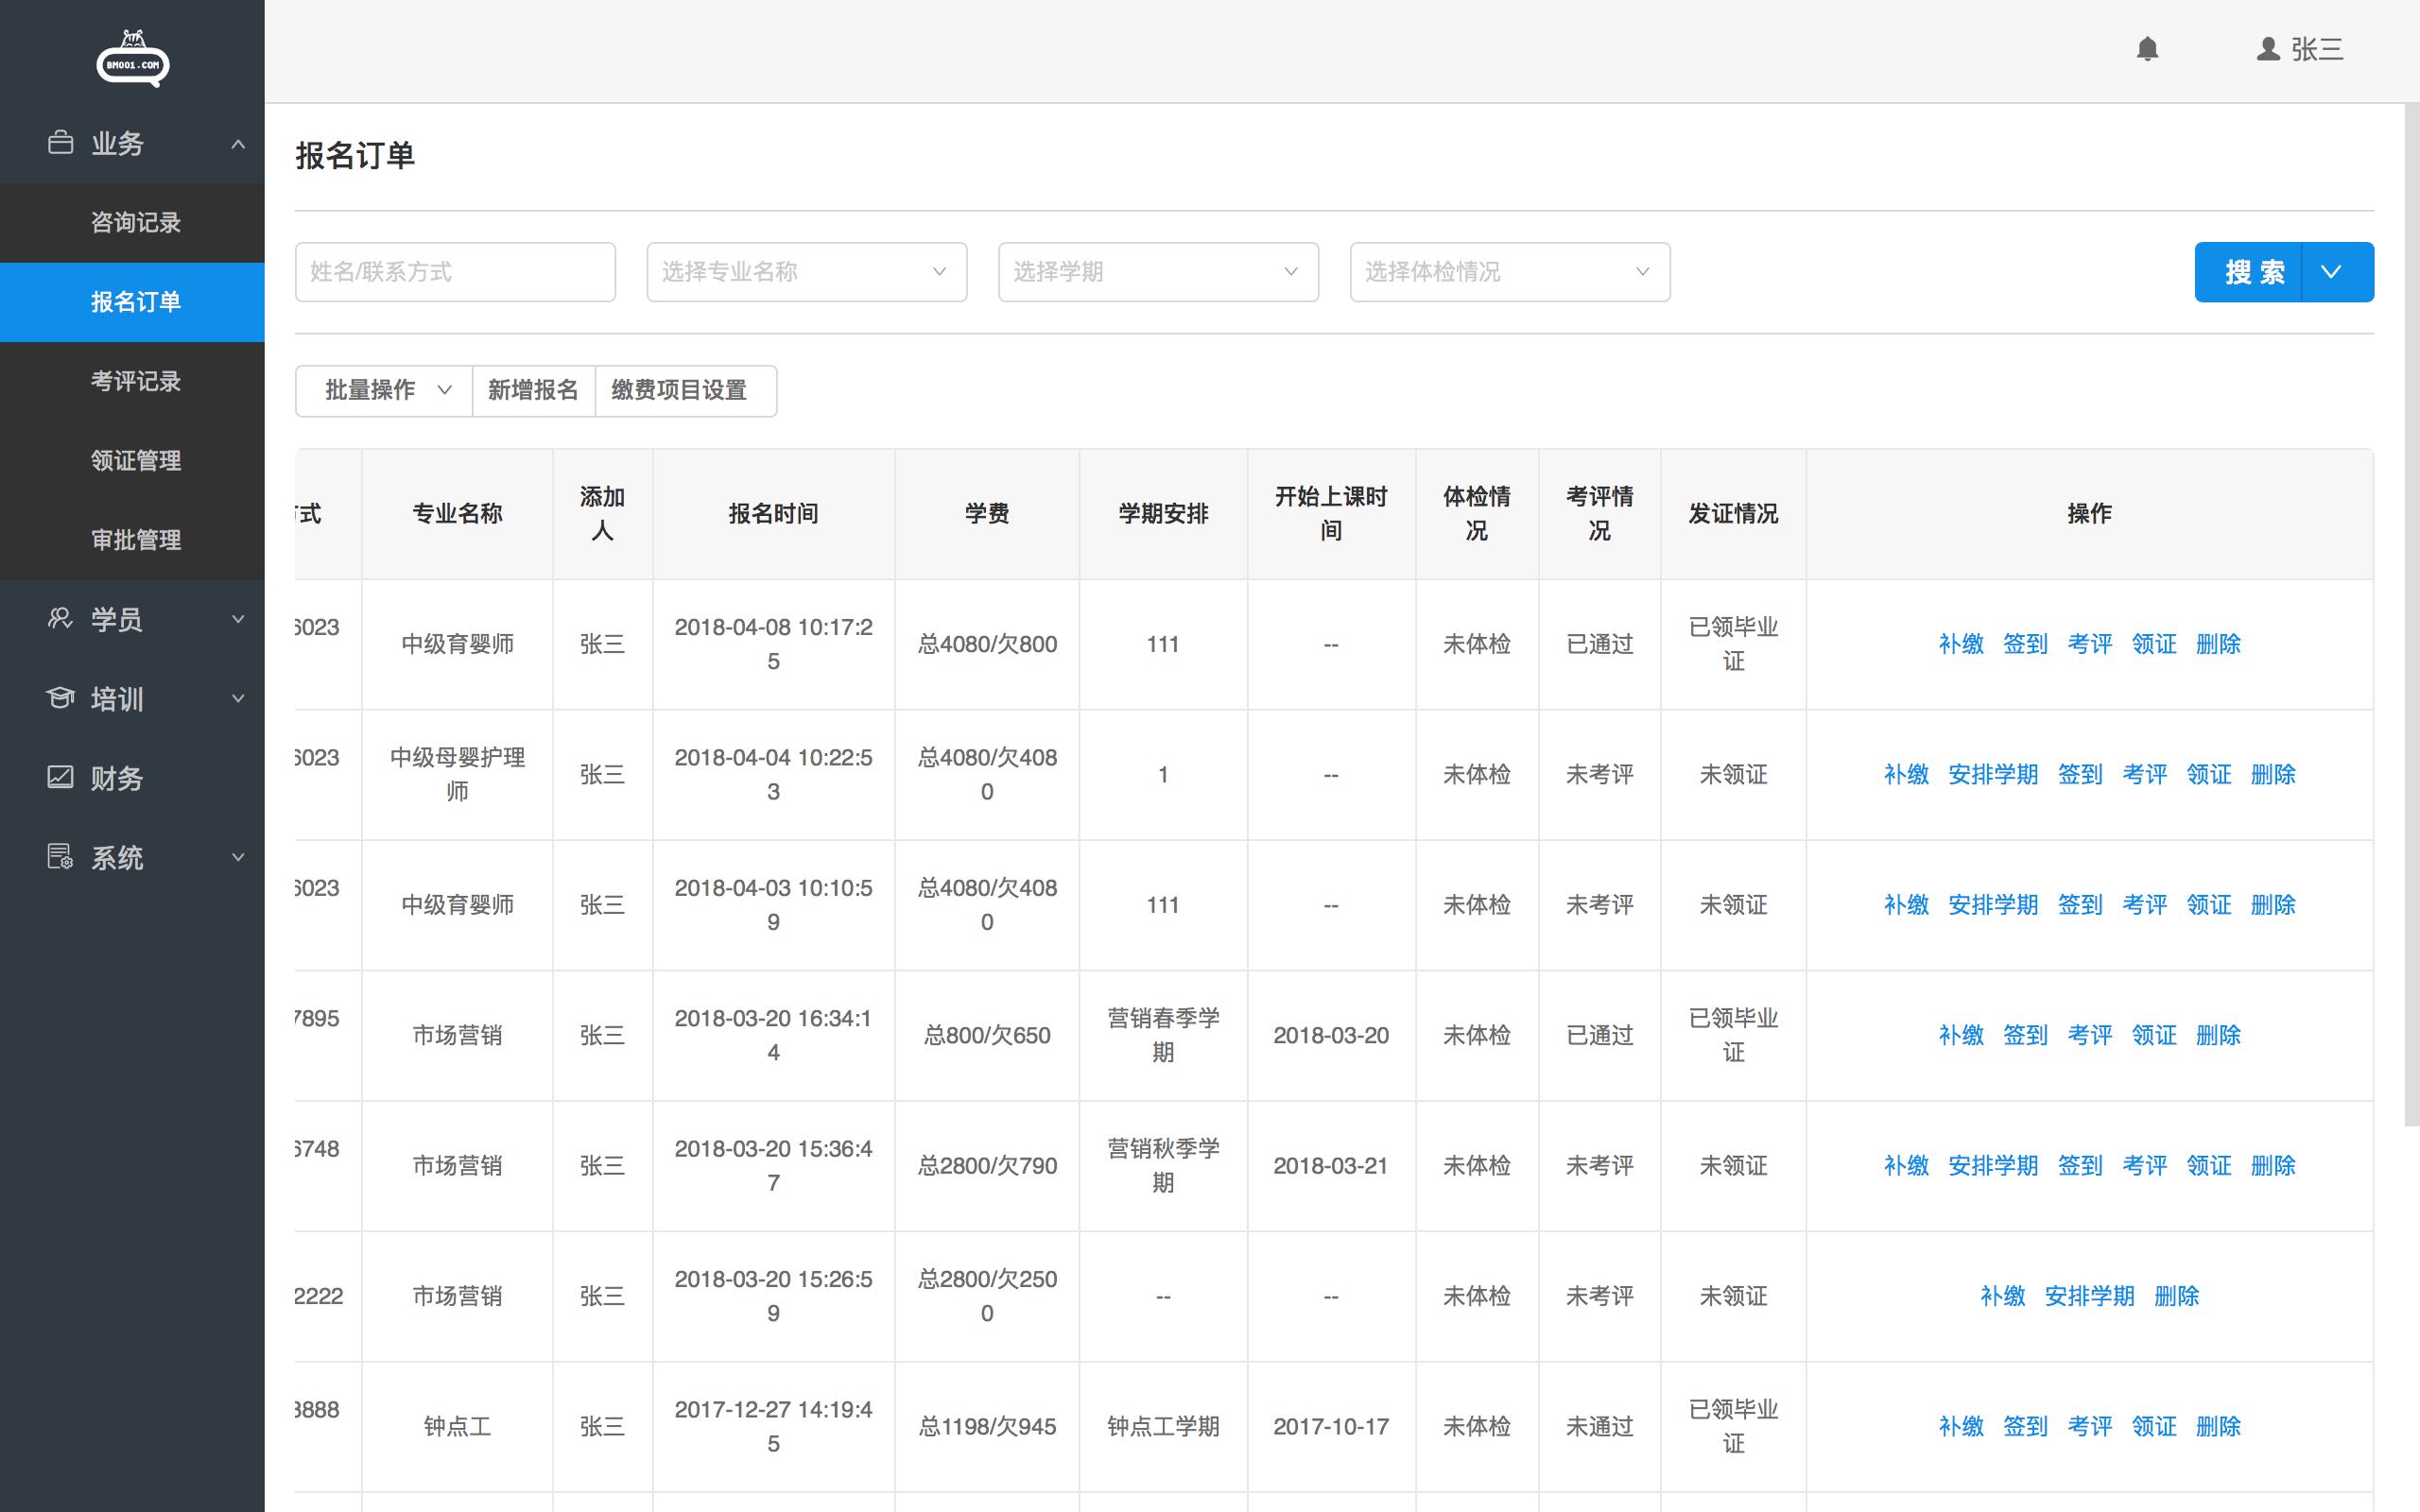 BM001.COM
张三
业务
咨询记录
报名订单
考评记录
领证管理
审批管理
学员
培训
财务
系统
报名订单
姓名/联系方式
选择专业名称
选择学期
选择体检情况
搜 索
批量操作
新增报名
缴费项目设置
式 专业名称 添加人 报名时间 学费 学期安排 开始上课时间 体检情况 考评情况 发证情况 操作
6023 中级育婴师 张三 2018-04-08 10:17:25 总4080/欠800 111 -- 未体检 已通过 已领毕业证 补缴 签到 考评 领证 删除
6023 中级母婴护理师 张三 2018-04-04 10:22:53 总4080/欠4080 1 -- 未体检 未考评 未领证 补缴 安排学期 签到 考评 领证 删除
6023 中级育婴师 张三 2018-04-03 10:10:59 总4080/欠4080 111 -- 未体检 未考评 未领证 补缴 安排学期 签到 考评 领证 删除
7895 市场营销 张三 2018-03-20 16:34:14 总800/欠650 营销春季学期 2018-03-20 未体检 已通过 已领毕业证 补缴 签到 考评 领证 删除
6748 市场营销 张三 2018-03-20 15:36:47 总2800/欠790 营销秋季学期 2018-03-21 未体检 未考评 未领证 补缴 安排学期 签到 考评 领证 删除
2222 市场营销 张三 2018-03-20 15:26:59 总2800/欠2500 -- -- 未体检 未考评 未领证 补缴 安排学期 删除
8888 钟点工 张三 2017-12-27 14:19:45 总1198/欠945 钟点工学期 2017-10-17 未体检 未通过 已领毕业证 补缴 签到 考评 领证 删除